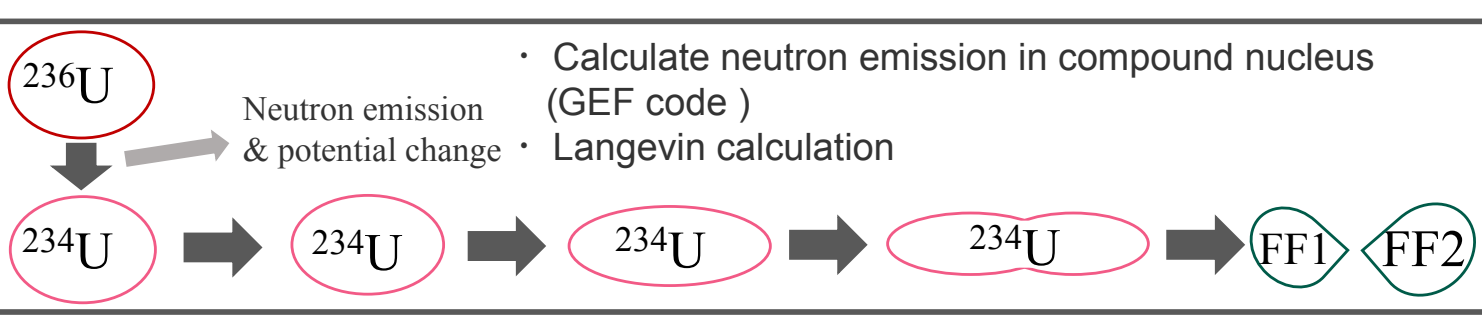 ²³⁶U
Neutron emission
& potential change
・ Calculate neutron emission in compound nucleus
(GEF code )
・ Langevin calculation
²³⁴U
²³⁴U
²³⁴U
²³⁴U
FF1
FF2